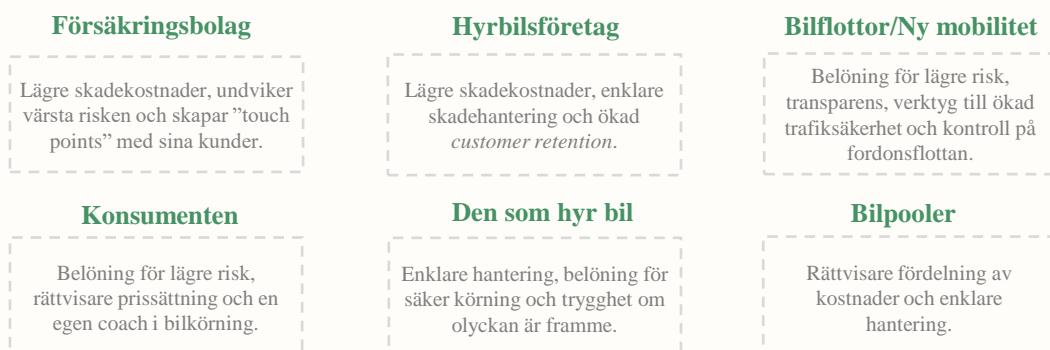 Försäkringsbolag
Lägre skadekostnader, undviker
värsta risken och skapar ”touch
points” med sina kunder.
Hyrbilsföretag
Lägre skadekostnader, enklare
skadehantering och ökad
customer retention.
Bilflottor/Ny mobilitet
Belöning för lägre risk,
transparens, verktyg till ökad
trafiksäkerhet och kontroll på
fordonsflottan.
Konsumenten
Belöning för lägre risk,
rättvisare prissättning och en
egen coach i bilkörning.
Den som hyr bil
Enklare hantering, belöning för
säker körning och trygghet om
olyckan är framme.
Bilpooler
Rättvisare fördelning av
kostnader och enklare
hantering.